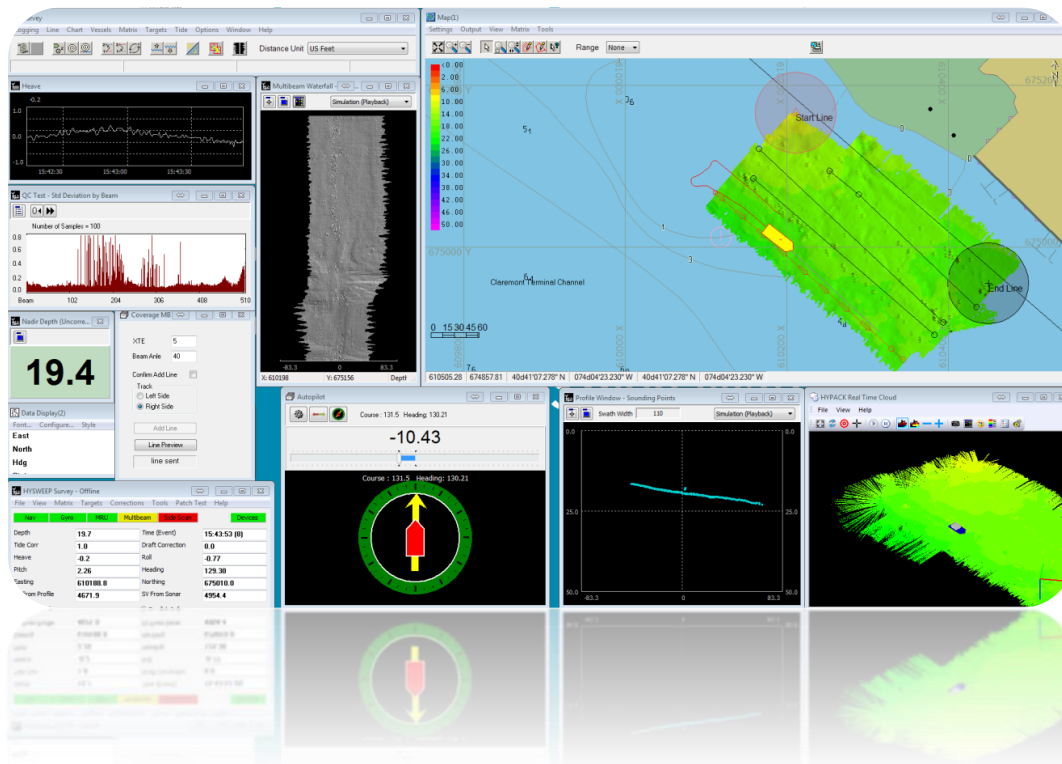 urvey
ogging Line Chart Vessels Matrix Targets Tide Options Window Help
Distance Unit US Feet
Heave
-0.2
1.0
0.0
-1.0
15:42:30 15:43:00 15:43:30
QC Test - Std Deviation by Beam
Number of Samples = 100
0.8
0.6
0.4
0.2
0.0
Beam 102 204 306 408 510
Nadir Depth (Uncorre...
19.4
Coverage MB
XTE 5
Beam Anle 40
Confirm Add Line
Track
Left Side
Right Side
Add Line
Line Preview
line sent
Data Display(2)
Font... Configure... Style
East
North
Hdg
Multibeam Waterfall -
Simulation (Playback)
-83.3 0 83.3
X: 610198 Y: 675156 Depth
Map(1)
Settings Output View Matrix Tools
Range None
<0.00
2.00
6.00
10.00
14.00
18.00
22.00
26.00
30.00
34.00
38.00
42.00
46.00
50.00
Start Line
End Line
675000 Y
Claremont Terminal Channel
0 15 30 45 60
610505.28 674857.81 40d41'07.278" N 074d04'23.230" W 40d41'07.278" N 074d04'23.230" W
Autopilot
Course : 131.5 Heading: 130.21
-10.43
Course : 131.5 Heading: 130.21
Profile Window - Sounding Points
Swath Width 110 Simulation (Playback)
0.0 0.0
25.0 25.0
50.0 50.0
-83.3 0 83.3
HYPACK Real Time Cloud
File View Help
HYSWEEP Survey - Offline
File View Matrix Targets Corrections Tools Patch Test Help
Nav Gyro MRU Multibeam Side Scan Devices
Depth 19.7 Time (Event) 15:43:53 (8)
Tide Corr 1.0 Draft Correction 0.0
Heave -0.2 Roll -0.77
Pitch 2.26 Heading 129.30
Easting 610188.8 Northing 675010.0
From Profile 4671.9 SV From Sonar 4954.4